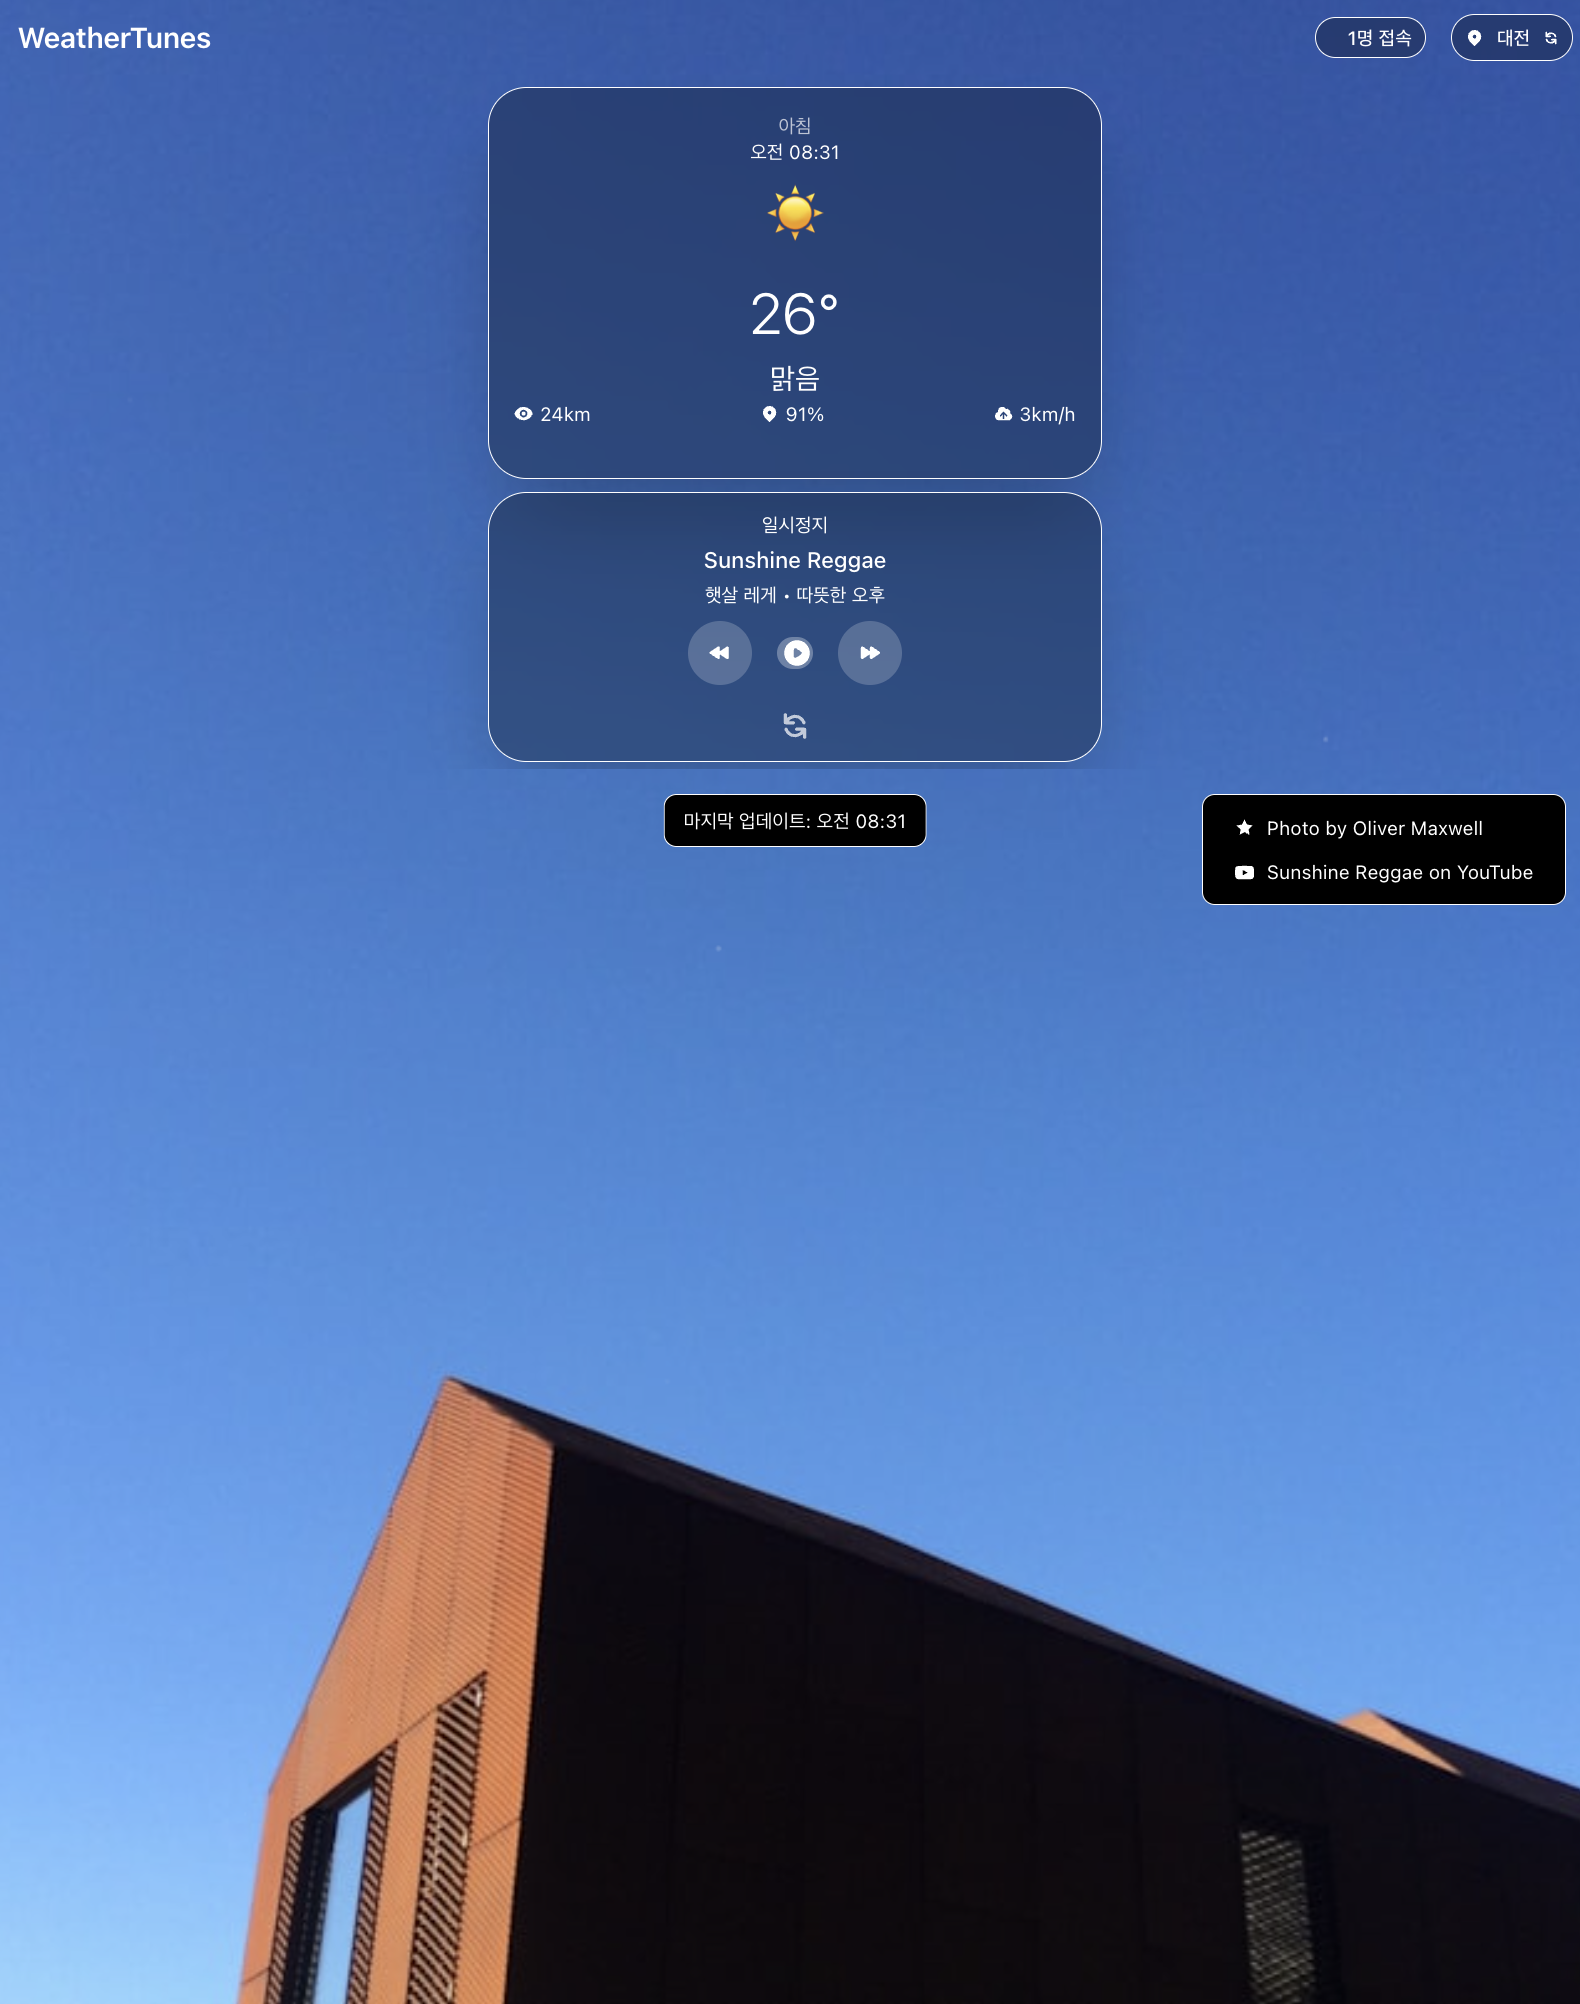 WeatherTunes
1명 접속
대전
아침
오전 08:31
26°
맑음
24km
91%
3km/h
일시정지
Sunshine Reggae
햇살 레게 • 따뜻한 오후
마지막 업데이트: 오전 08:31
Photo by Oliver Maxwell
Sunshine Reggae on YouTube